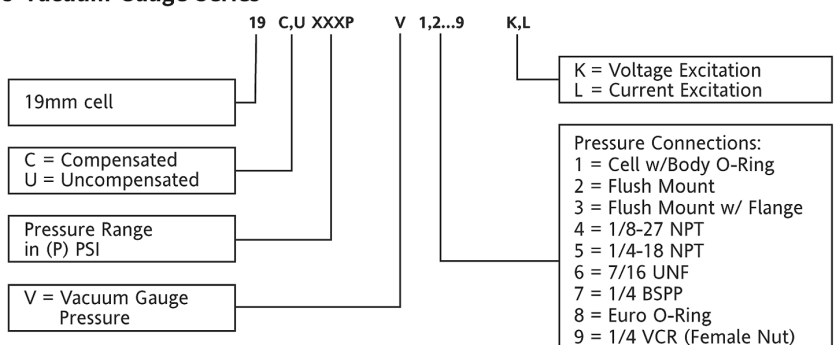 Vacuum Gauge Series
19 C,U XXXP V 1,2...9 K,L
19mm cell
C = Compensated
U = Uncompensated
Pressure Range
in (P) PSI
V = Vacuum Gauge
Pressure
K = Voltage Excitation
L = Current Excitation
Pressure Connections:
1 = Cell w/Body O-Ring
2 = Flush Mount
3 = Flush Mount w/ Flange
4 = 1/8-27 NPT
5 = 1/4-18 NPT
6 = 7/16 UNF
7 = 1/4 BSPP
8 = Euro O-Ring
9 = 1/4 VCR (Female Nut)